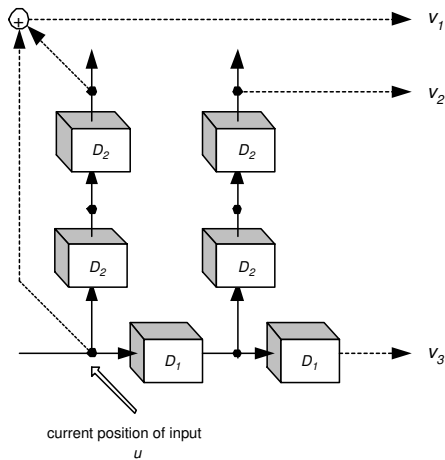 + v1
v2
D2 D2
D2 D2
D1 D1 v3
current position of input
u